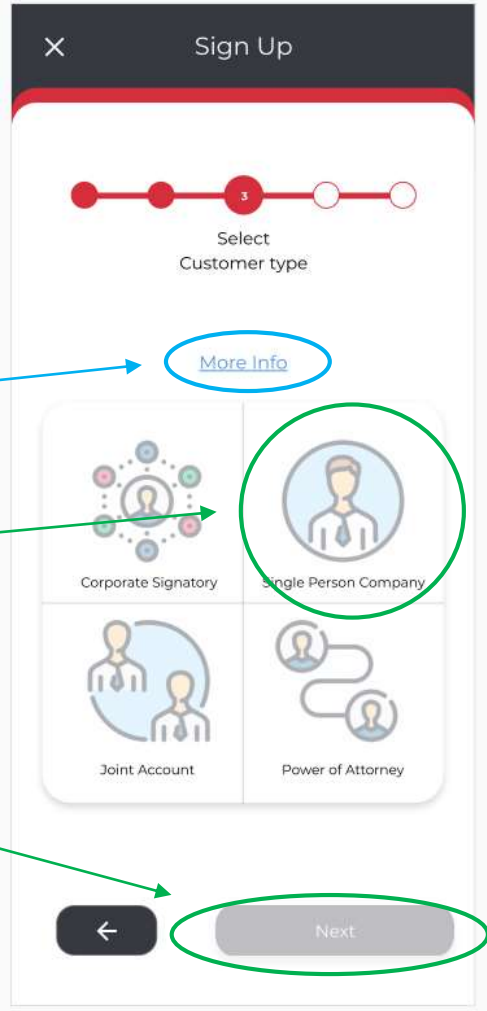 Sign Up
3
Select
Customer type
More Info
Corporate Signatory
Single Person Company
Joint Account
Power of Attorney
Next